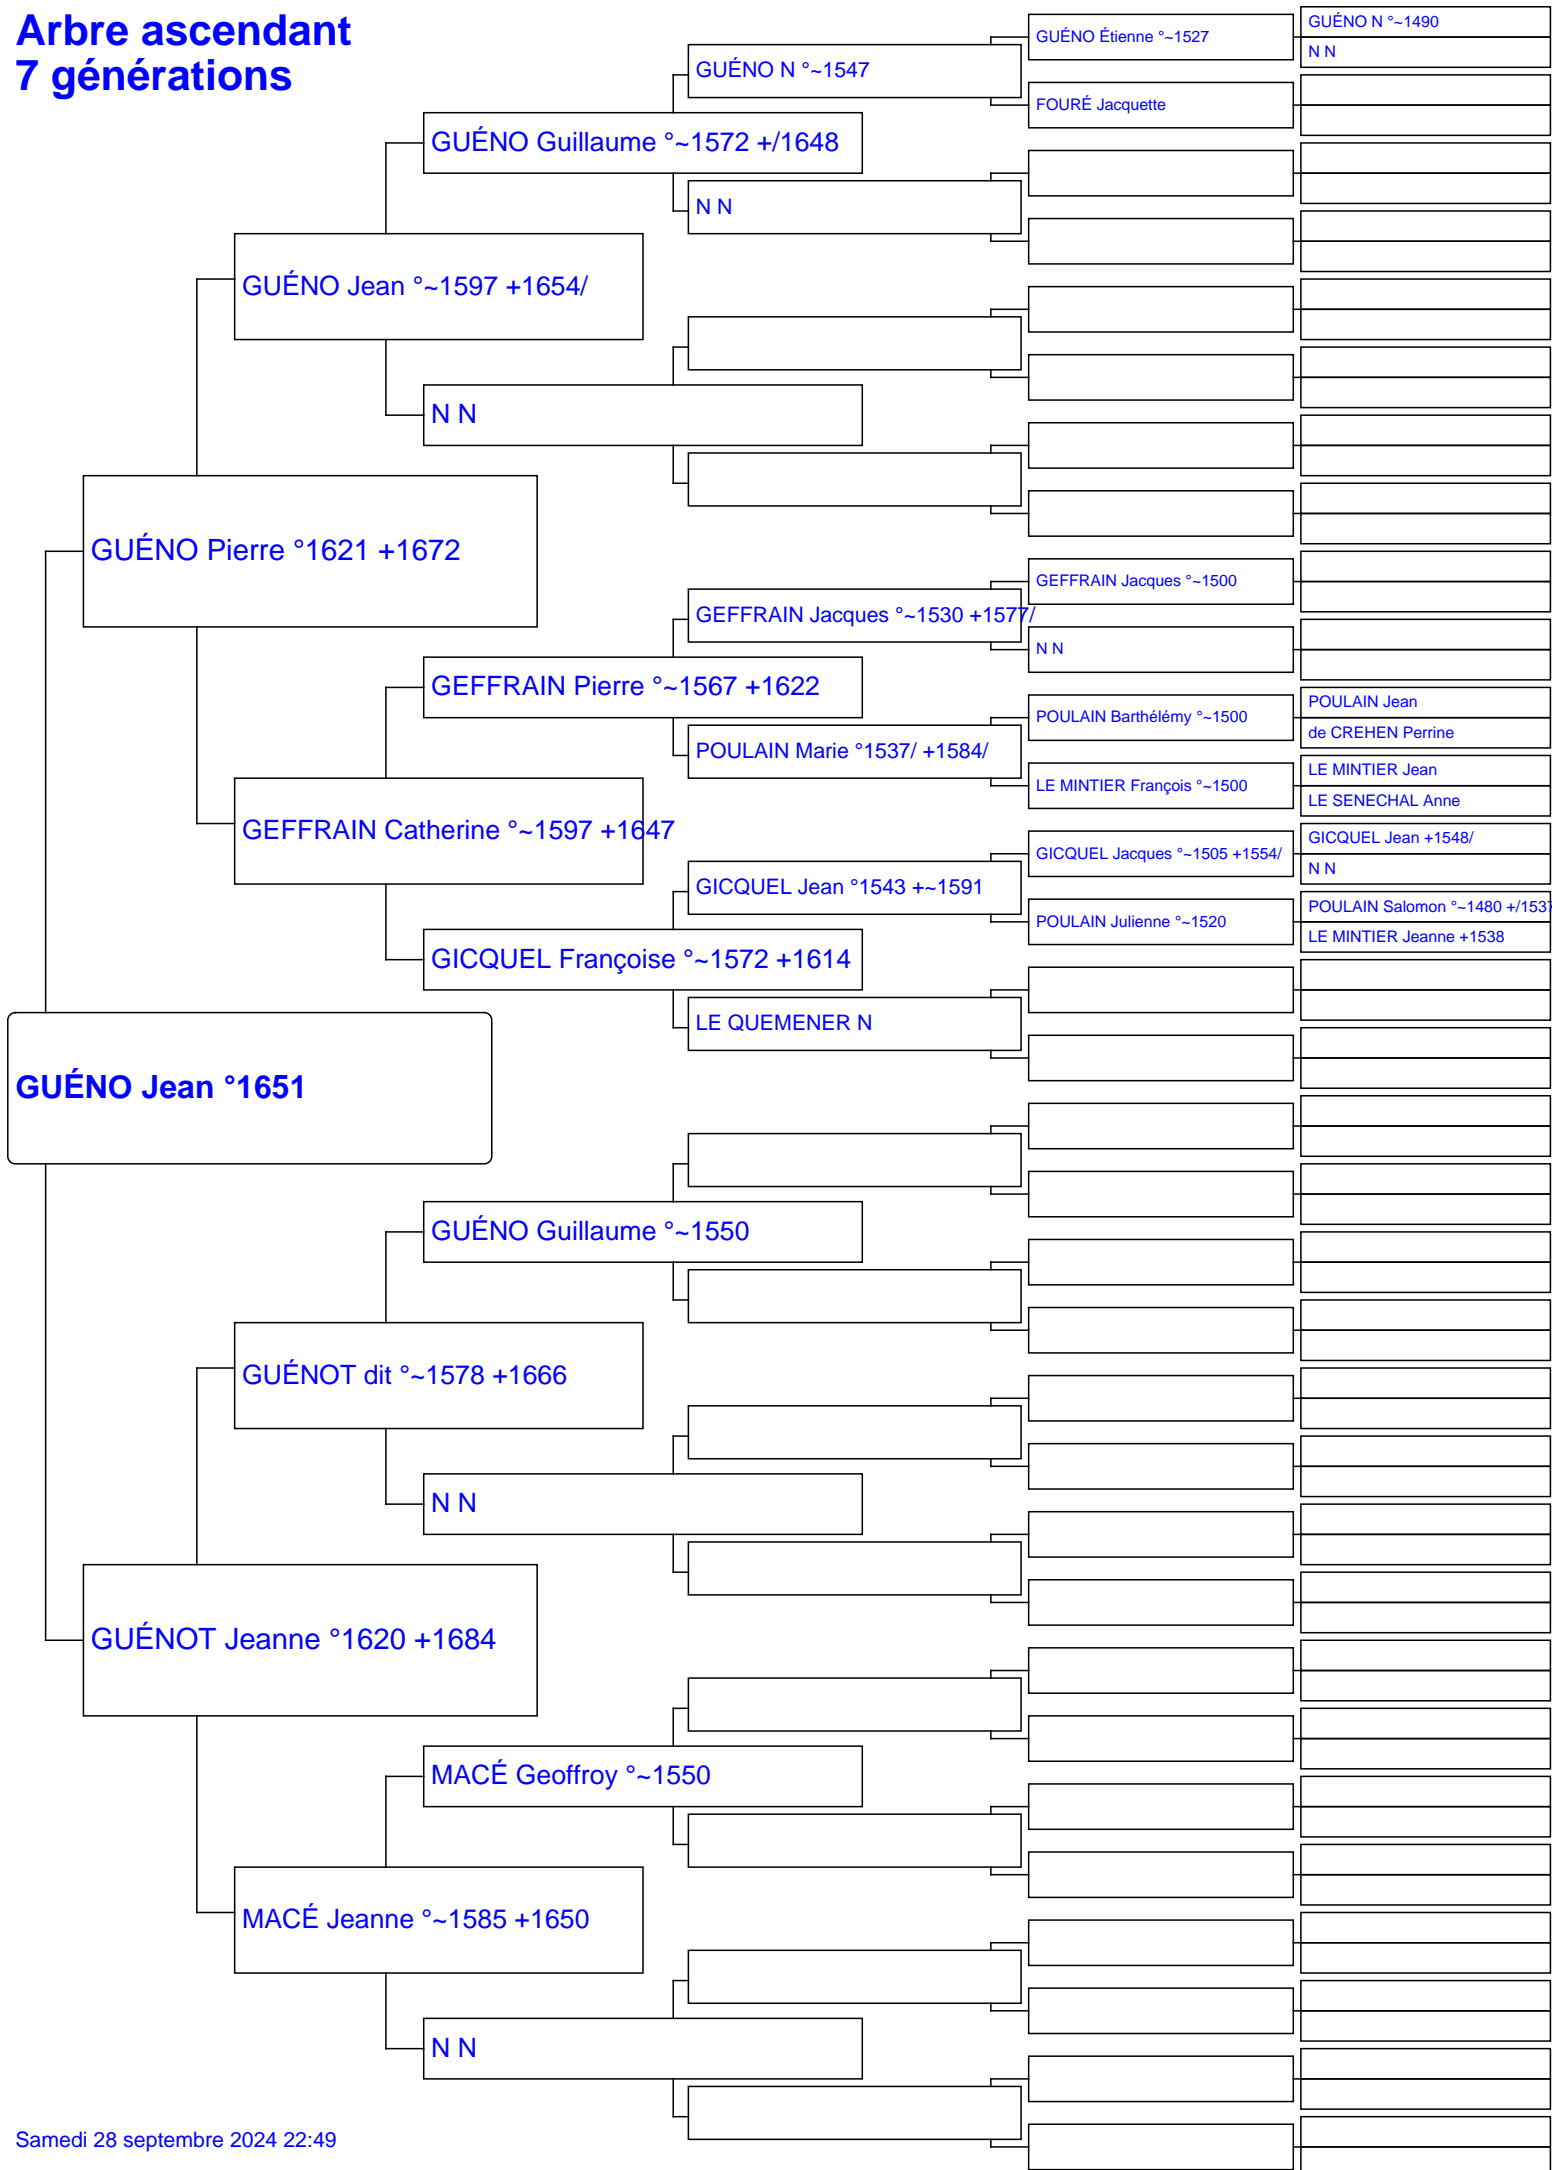 Arbre ascendant
7 générations
GUÉNO Jean °1651
GUÉNO Pierre °1621 +1672
GUÉNOT Jeanne °1620 +1684
GUÉNO Jean °~1597 +1654/
GEFFRAIN Catherine °~1597 +1647
GUÉNOT dit °~1578 +1666
MACÉ Jeanne °~1585 +1650
GUÉNO Guillaume °~1572 +/1648
N N
GEFFRAIN Pierre °~1567 +1622
GICQUEL Françoise °~1572 +1614
GUÉNO Guillaume °~1550
N N
MACÉ Geoffroy °~1550
N N
GUÉNO N °~1547
N N
GEFFRAIN Jacques °~1530 +1577/
POULAIN Marie °1537/ +1584/
GICQUEL Jean °1543 +~1591
LE QUEMENER N
GUÉNO Étienne °~1527
FOURÉ Jacquette
GEFFRAIN Jacques °~1500
N N
POULAIN Barthélémy °~1500
LE MINTIER François °~1500
GICQUEL Jacques °~1505 +1554/
POULAIN Julienne °~1520
GUÉNO N °~1490
N N
POULAIN Jean
de CREHEN Perrine
LE MINTIER Jean
LE SENECHAL Anne
GICQUEL Jean +1548/
N N
POULAIN Salomon °~1480 +/1537
LE MINTIER Jeanne +1538
Samedi 28 septembre 2024 22:49